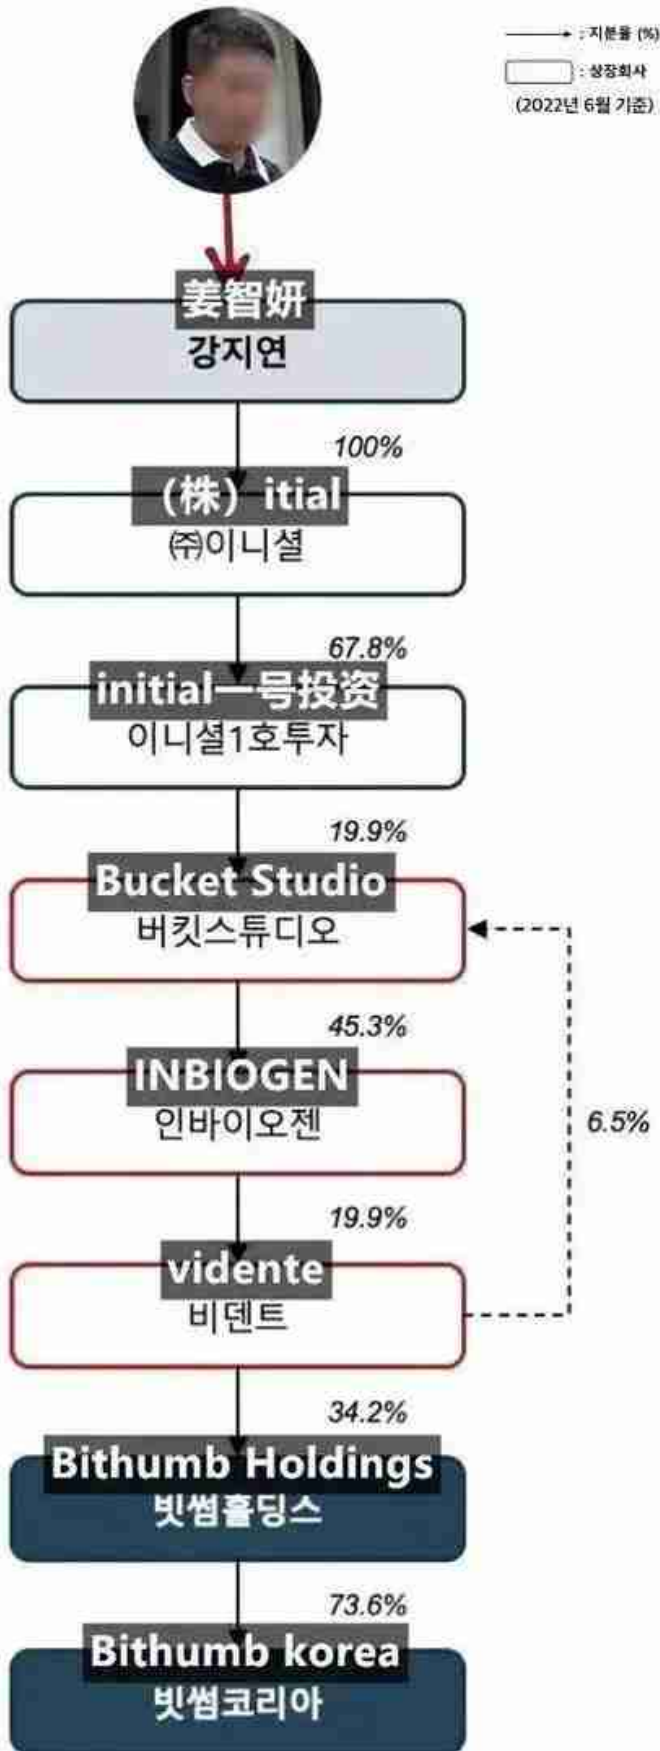 : 지분율 (%)
: 상장회사
(2022년 6월 기준)
姜智妍
강지연
100%
（株）itial
㈜이니셜
67.8%
initial一号投资
이니셜1호투자
19.9%
Bucket Studio
버킷스튜디오
45.3%
INBIOGEN
인바이오젠
6.5%
19.9%
vidente
비덴트
34.2%
Bithumb Holdings
빗썸홀딩스
73.6%
Bithumb korea
빗썸코리아